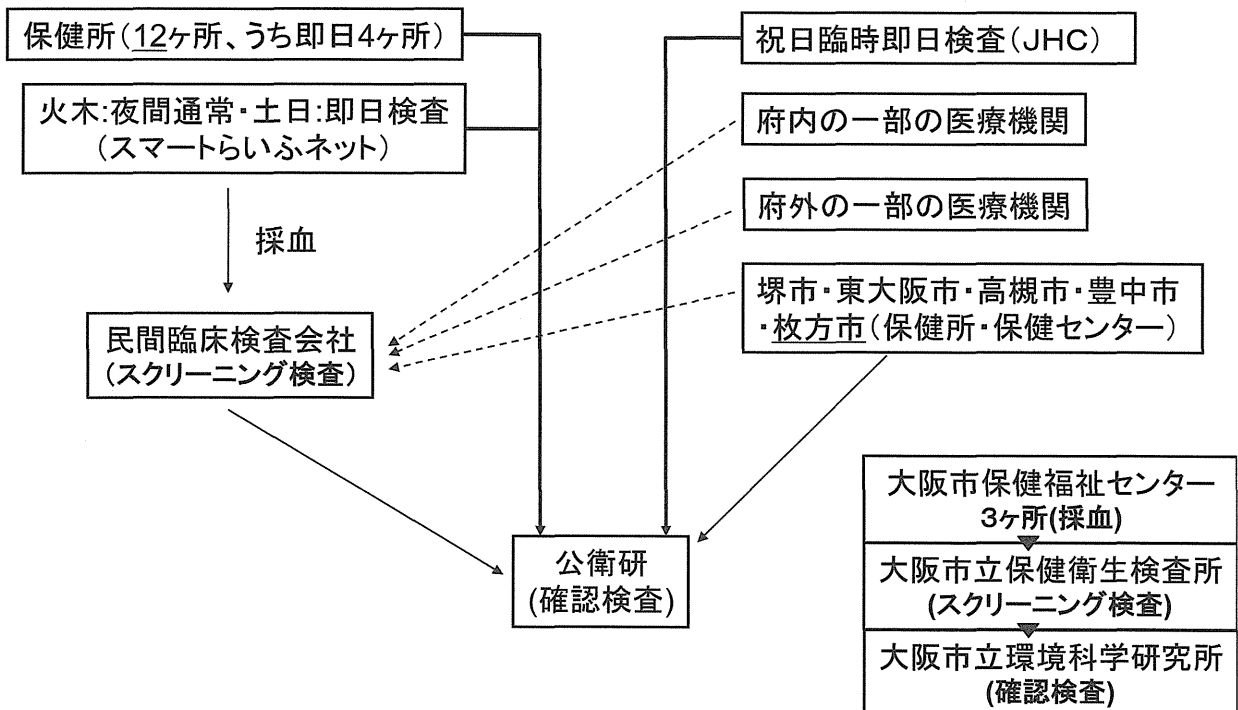 保健所(12ヶ所、うち即日4ヶ所)
火木:夜間通常・土日:即日検査
(スマートらいふネット)
採血
民間臨床検査会社
(スクリーニング検査)
祝日臨時即日検査(JHC)
府内の一部の医療機関
府外の一部の医療機関
堺市・東大阪市・高槻市・豊中市
・枚方市(保健所・保健センター)
公衛研
(確認検査)
大阪市保健福祉センター
3ヶ所(採血)
大阪市立保健衛生検査所
(スクリーニング検査)
大阪市立環境科学研究所
(確認検査)